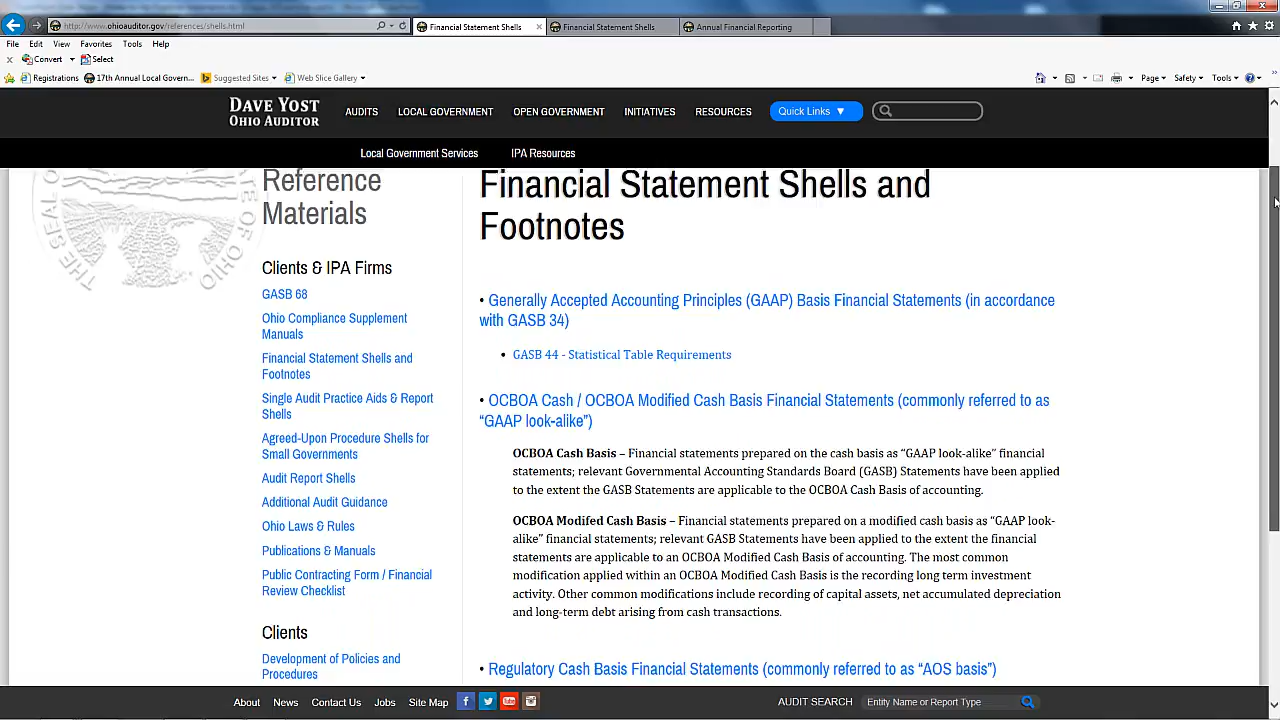 http://www.ohioauditor.gov/references/shells.html
Financial Statement Shells
Financial Statement Shells
Annual Financial Reporting
File Edit View Favorites Tools Help
Convert Select
Registrations 17th Annual Local Govern... Suggested Sites Web Slice Gallery
Page Safety Tools
DAVE YOST
OHIO AUDITOR
AUDITS LOCAL GOVERNMENT OPEN GOVERNMENT INITIATIVES RESOURCES Quick Links ▼
Local Government Services IPA Resources
Reference
Materials
Clients & IPA Firms
GASB 68
Ohio Compliance Supplement
Manuals
Financial Statement Shells and
Footnotes
Single Audit Practice Aids & Report
Shells
Agreed-Upon Procedure Shells for
Small Governments
Audit Report Shells
Additional Audit Guidance
Ohio Laws & Rules
Publications & Manuals
Public Contracting Form / Financial
Review Checklist
Clients
Development of Policies and
Procedures
Financial Statement Shells and
Footnotes
• Generally Accepted Accounting Principles (GAAP) Basis Financial Statements (in accordance
with GASB 34)
• GASB 44 - Statistical Table Requirements
• OCBOA Cash / OCBOA Modified Cash Basis Financial Statements (commonly referred to as
“GAAP look-alike”)
OCBOA Cash Basis – Financial statements prepared on the cash basis as “GAAP look-alike” financial
statements; relevant Governmental Accounting Standards Board (GASB) Statements have been applied
to the extent the GASB Statements are applicable to the OCBOA Cash Basis of accounting.
OCBOA Modifed Cash Basis – Financial statements prepared on a modified cash basis as “GAAP look-
alike” financial statements; relevant GASB Statements have been applied to the extent the financial
statements are applicable to an OCBOA Modified Cash Basis of accounting. The most common
modification applied within an OCBOA Modified Cash Basis is the recording long term investment
activity. Other common modifications include recording of capital assets, net accumulated depreciation
and long-term debt arising from cash transactions.
• Regulatory Cash Basis Financial Statements (commonly referred to as “AOS basis”)
About News Contact Us Jobs Site Map
AUDIT SEARCH Entity Name or Report Type